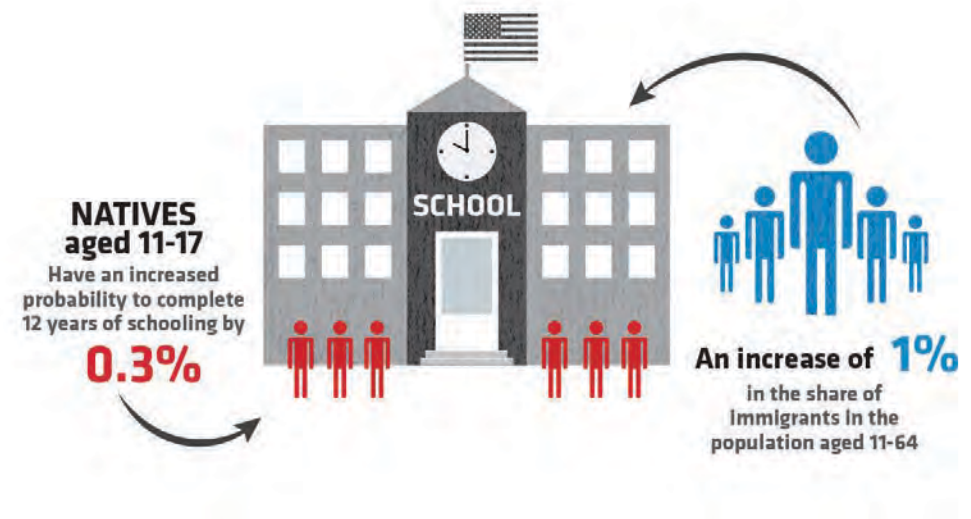 SCHOOL
NATIVES
aged 11-17
Have an increased
probability to complete
12 years of schooling by
0.3%
An increase of 1%
in the share of
immigrants in the
population aged 11-64